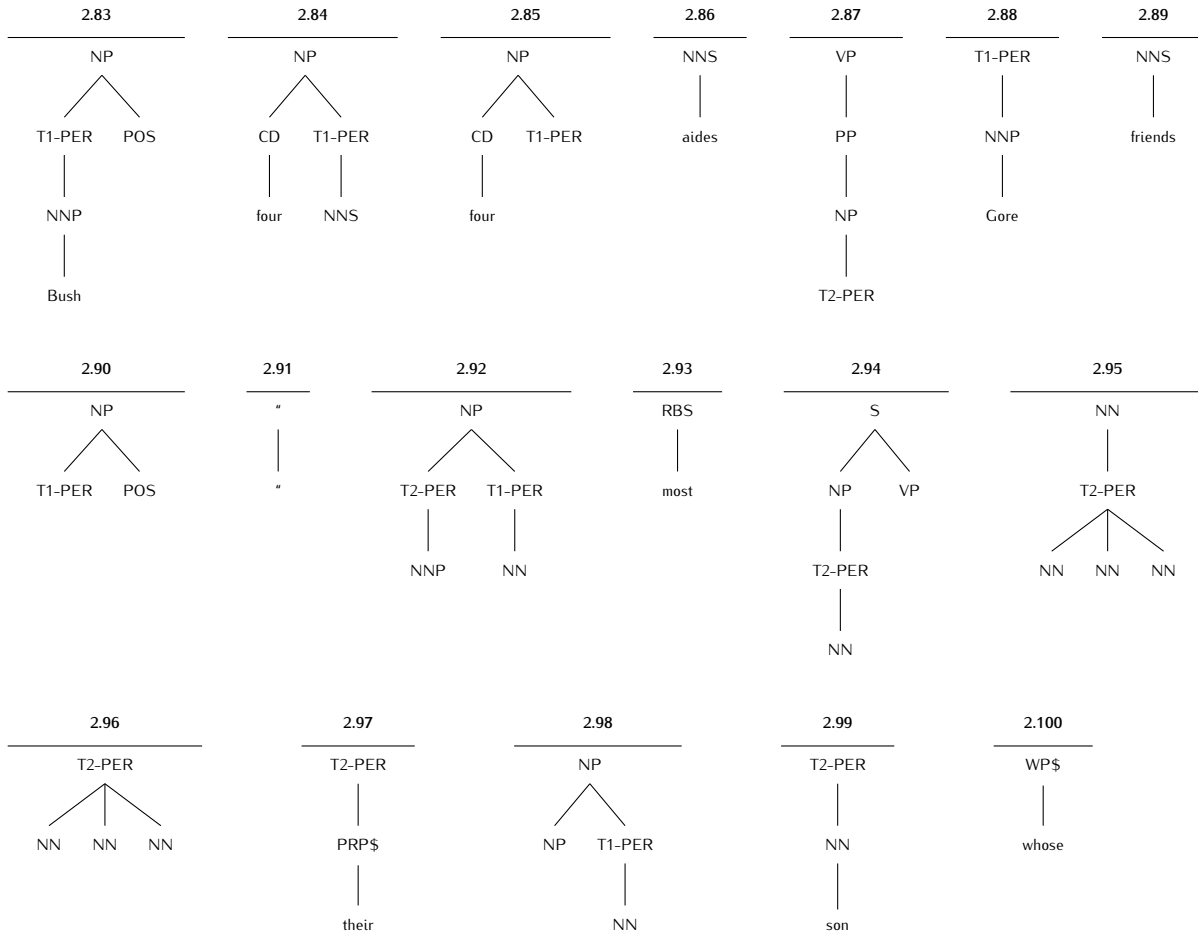 2.83 2.84 2.85 2.86 2.87 2.88 2.89
NP NP NP NNS VP T1-PER NNS
T1-PER POS CD T1-PER CD T1-PER aides PP NNP friends
NNP four NNS four NP Gore
Bush T2-PER
2.90 2.91 2.92 2.93 2.94 2.95
NP “ NP RBS S NN
T1-PER POS “ T2-PER T1-PER most NP VP T2-PER
NNP NN T2-PER NN NN NN
NN
2.96 2.97 2.98 2.99 2.100
T2-PER T2-PER NP T2-PER WP$
NN NN NN PRP$ NP T1-PER NN whose
their NN son